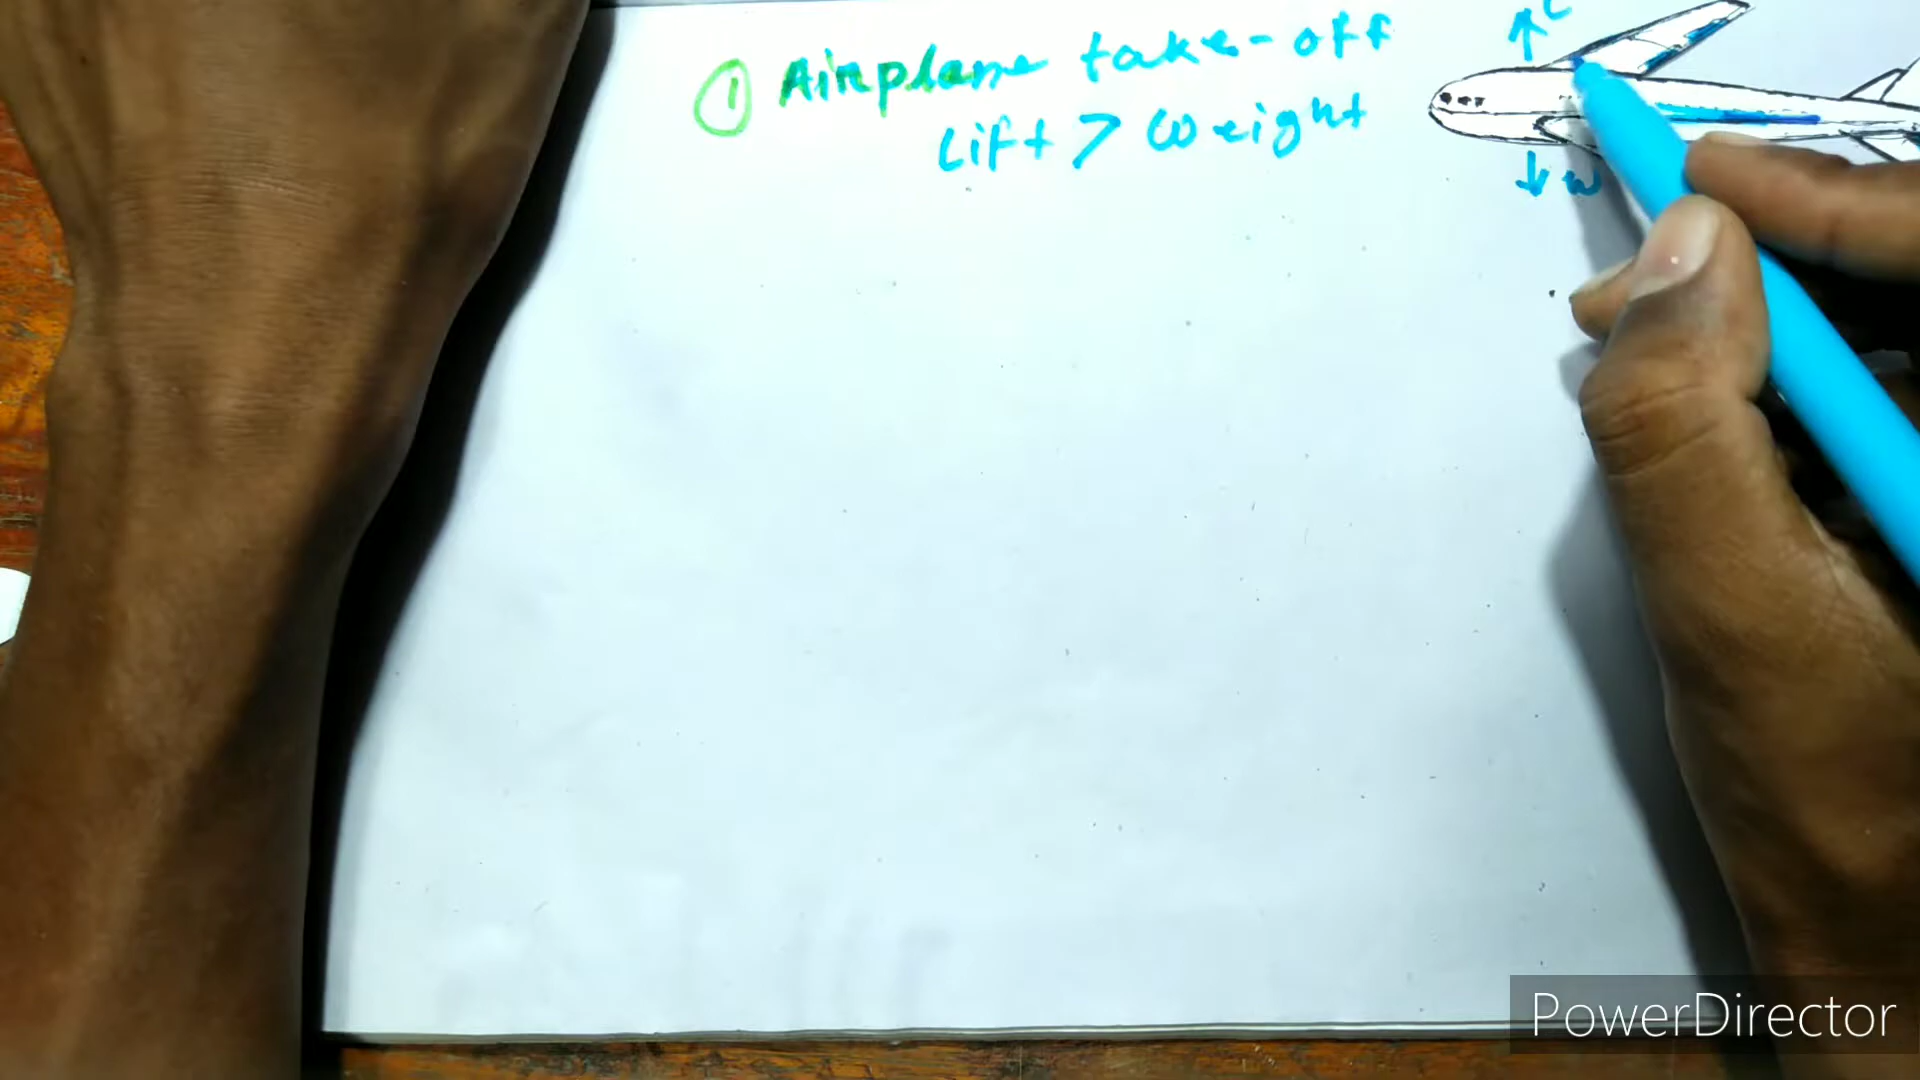 ① Airplane take-off
Lift > Weight
↑ L
↓ w
PowerDirector